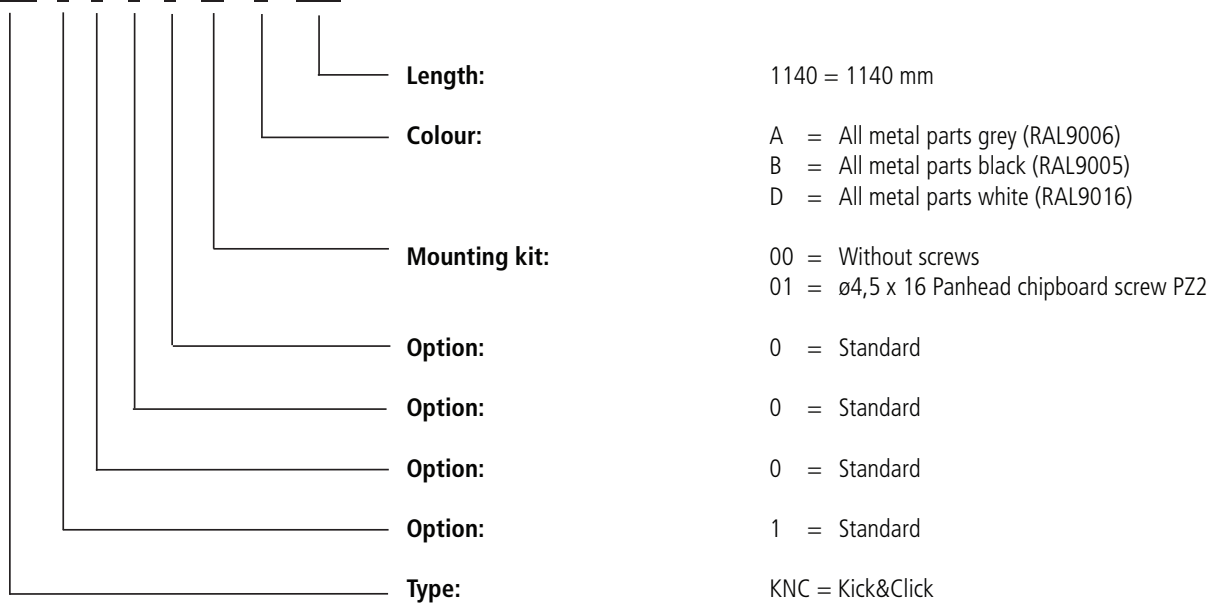 Length: 1140 = 1140 mm
Colour: A = All metal parts grey (RAL9006)
B = All metal parts black (RAL9005)
D = All metal parts white (RAL9016)
Mounting kit: 00 = Without screws
01 = ø4,5 x 16 Panhead chipboard screw PZ2
Option: 0 = Standard
Option: 0 = Standard
Option: 0 = Standard
Option: 1 = Standard
Type: KNC = Kick&Click